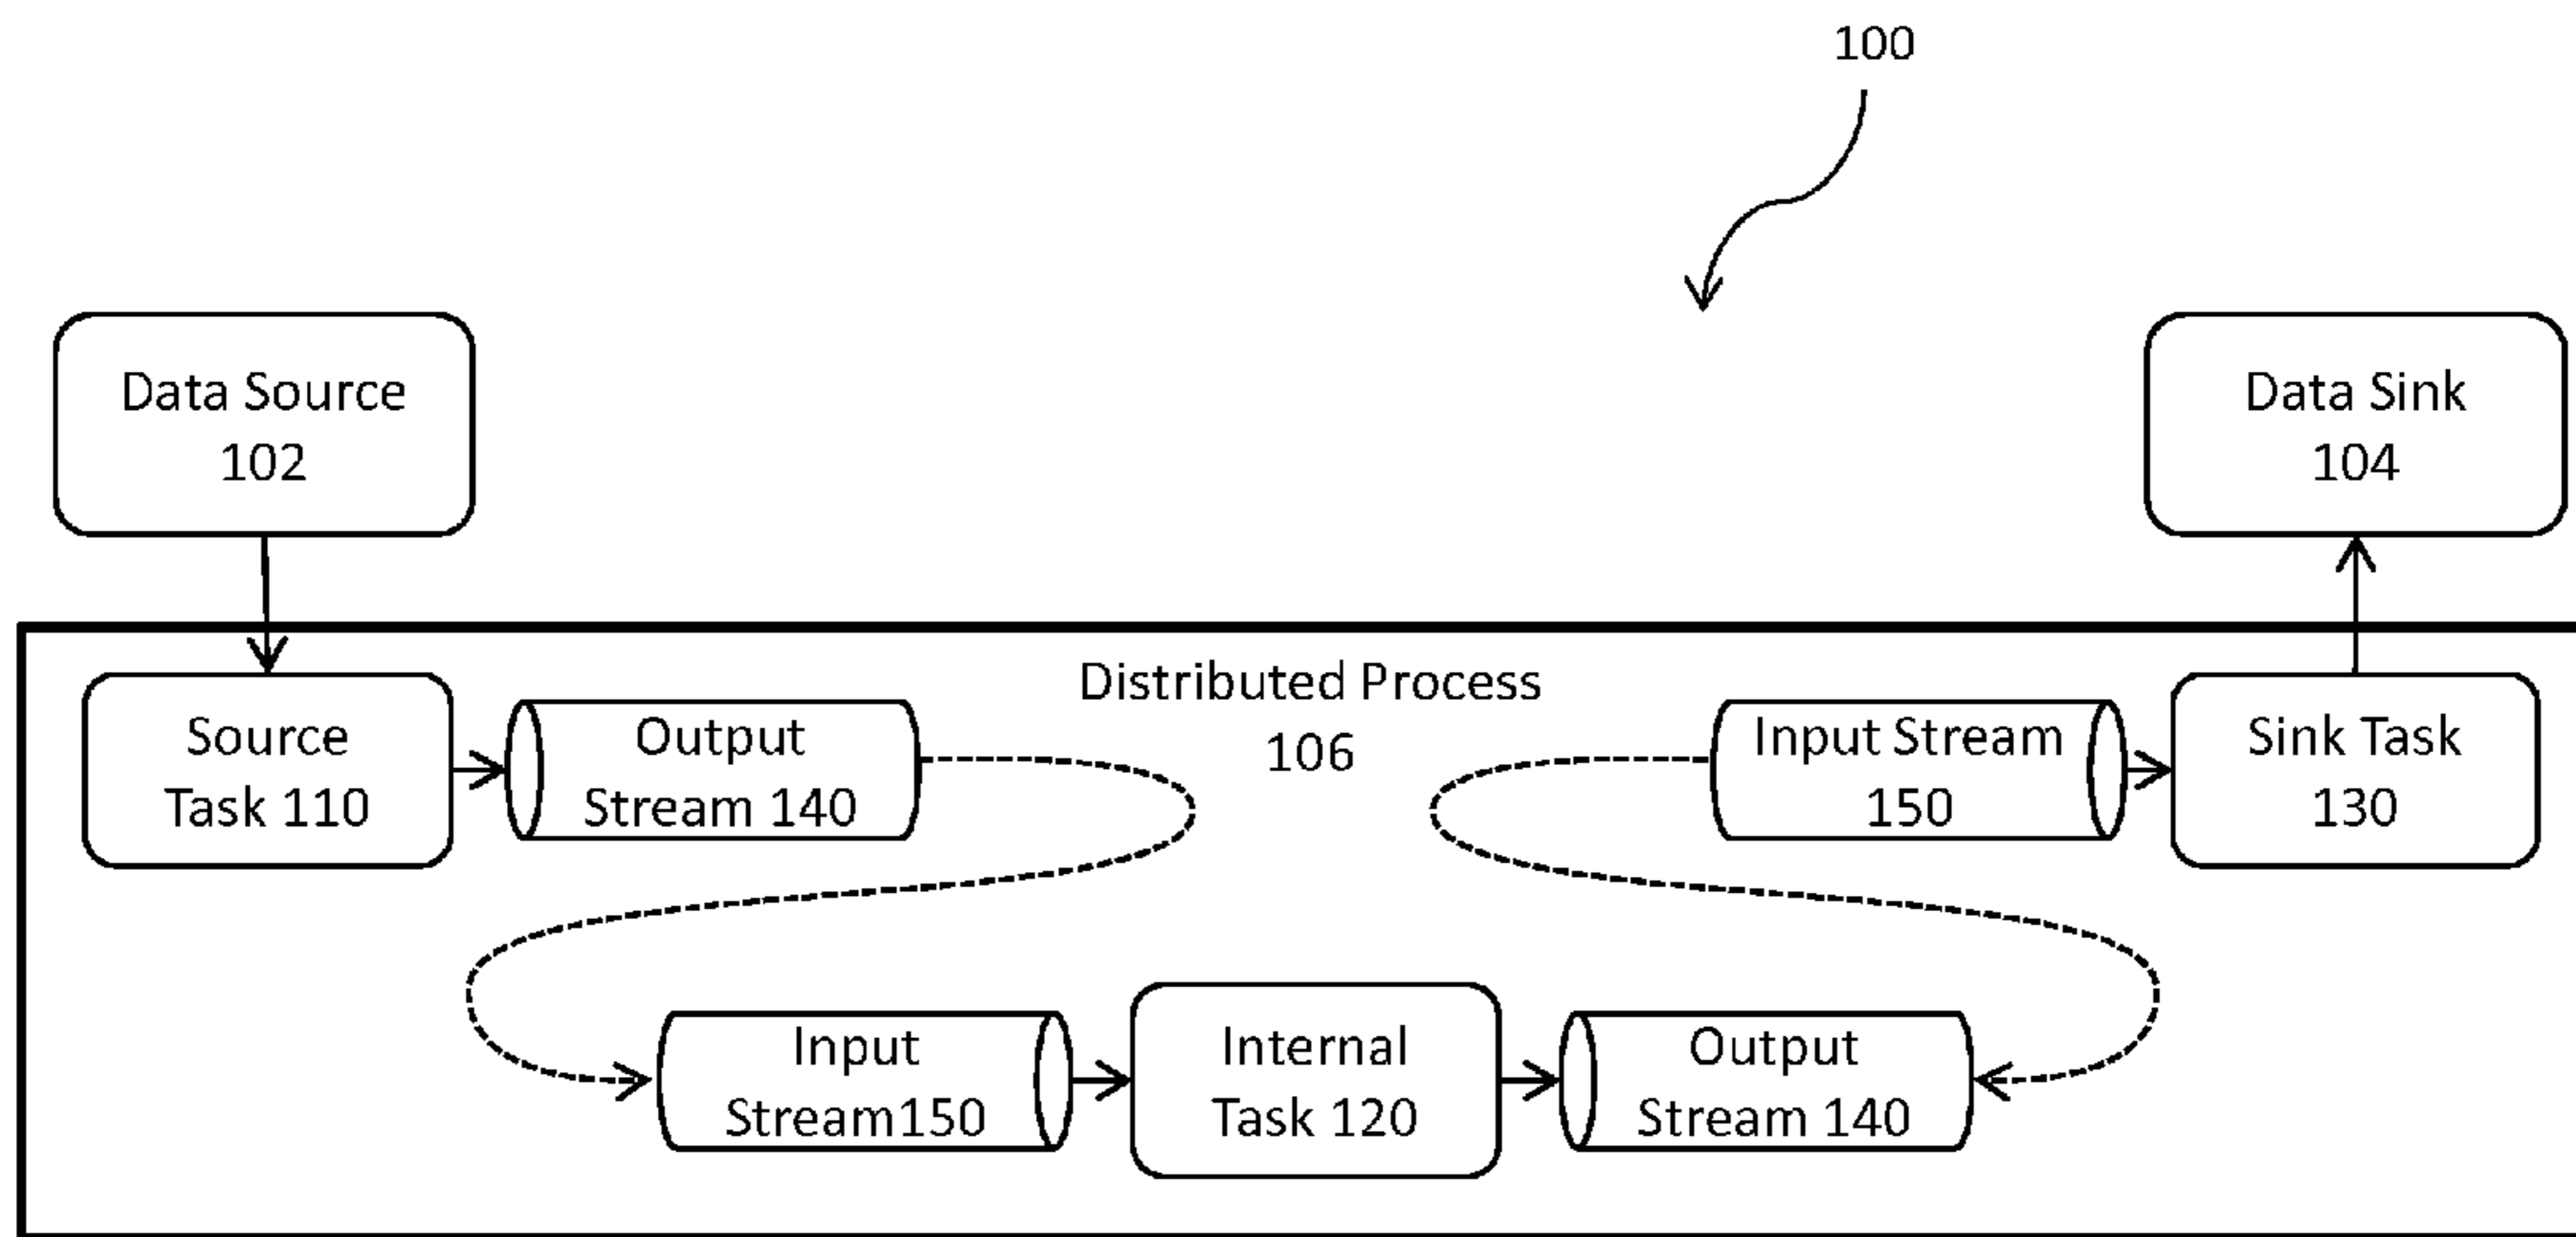 100
Data Source
102
Data Sink
104
Distributed Process
106
Source
Task 110
Output
Stream 140
Input Stream
150
Sink Task
130
Input
Stream150
Internal
Task 120
Output
Stream 140